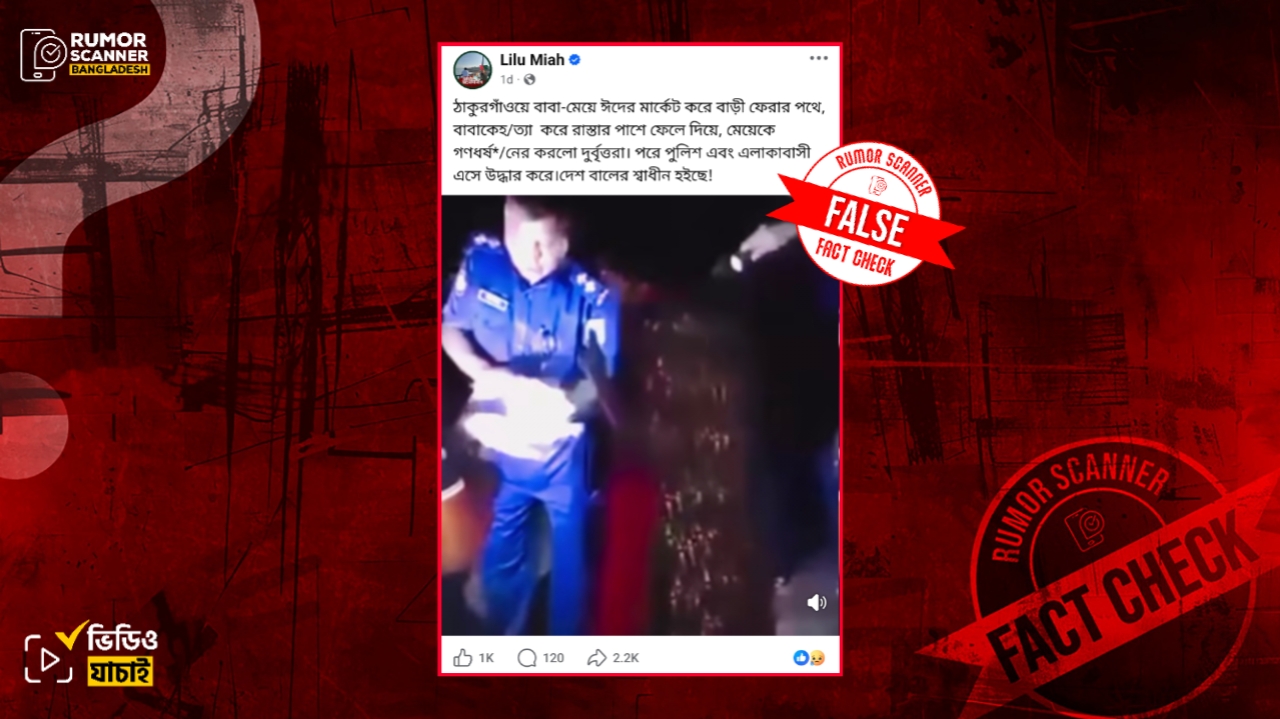 RUMOR
SCANNER
BANGLADESH
Lilu Miah
1d
ঠাকুরগাঁওয়ে বাবা-মেয়ে ঈদের মার্কেট করে বাড়ী ফেরার পথে,
বাবাকেহ/ত্যা করে রাস্তার পাশে ফেলে দিয়ে, মেয়েকে
গণধর্ষ*/নের করলো দুর্বৃত্তরা। পরে পুলিশ এবং এলাকাবাসী
এসে উদ্ধার করে।দেশ বালের স্বাধীন হইছে!
RUMOR SCANNER
FALSE
FACT CHECK
1K
120
2.2K
RUMOR SCANNER
FACT CHECK
ভিডিও
যাচাই